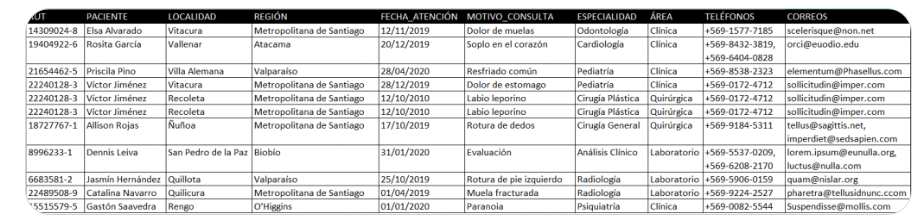 RUT PACIENTE LOCALIDAD REGIÓN FECHA_ATENCIÓN MOTIVO_CONSULTA ESPECIALIDAD ÁREA TELÉFONOS CORREOS
14309024-8 Elsa Alvarado Vitacura Metropolitana de Santiago 12/11/2019 Dolor de muelas Odontología Clínica +569-1577-7185 scelerisque@non.net
19404922-6 Rosita García Vallenar Atacama 20/12/2019 Soplo en el corazón Cardiología Clínica +569-8432-3819, orci@euodio.edu
+569-6404-0828
21654462-5 Priscila Pino Villa Alemana Valparaíso 28/04/2020 Resfriado común Pediatría Clínica +569-8538-2323 elementum@Phasellus.com
22240128-3 Víctor Jiménez Vitacura Metropolitana de Santiago 28/12/2019 Dolor de estomago Pediatría Clínica +569-0172-4712 sollicitudin@imper.com
22240128-3 Víctor Jiménez Recoleta Metropolitana de Santiago 12/10/2010 Labio leporino Cirugía Plástica Quirúrgica +569-0172-4712 sollicitudin@imper.com
22240128-3 Víctor Jiménez Recoleta Metropolitana de Santiago 12/10/2010 Labio leporino Cirugía Plástica Quirúrgica +569-0172-4712 sollicitudin@imper.com
18727767-1 Allison Rojas Ñuñoa Metropolitana de Santiago 17/10/2019 Rotura de dedos Cirugía General Quirúrgica +569-9184-5311 tellus@sagittis.net,
imperdiet@sedsapien.com
8996233-1 Dennis Leiva San Pedro de la Paz Biobío 31/01/2020 Evaluación Análisis Clínico Laboratorio +569-5537-0209, lorem.ipsum@eunulla.org,
+569-6208-2170 luctus@nulla.com
6683581-2 Jasmín Hernández Quillota Valparaíso 25/10/2019 Rotura de pie izquierdo Radiología Laboratorio +569-5906-0159 quam@nislar.org
22489508-9 Catalina Navarro Quilicura Metropolitana de Santiago 01/04/2019 Muela fracturada Radiología Laboratorio +569-9224-2527 pharetra@tellusidnunc.ccom
15515579-5 Gastón Saavedra Rengo O'Higgins 01/01/2020 Paranoia Psiquiatría Clínica +569-0082-5544 Suspendisse@mollis.com